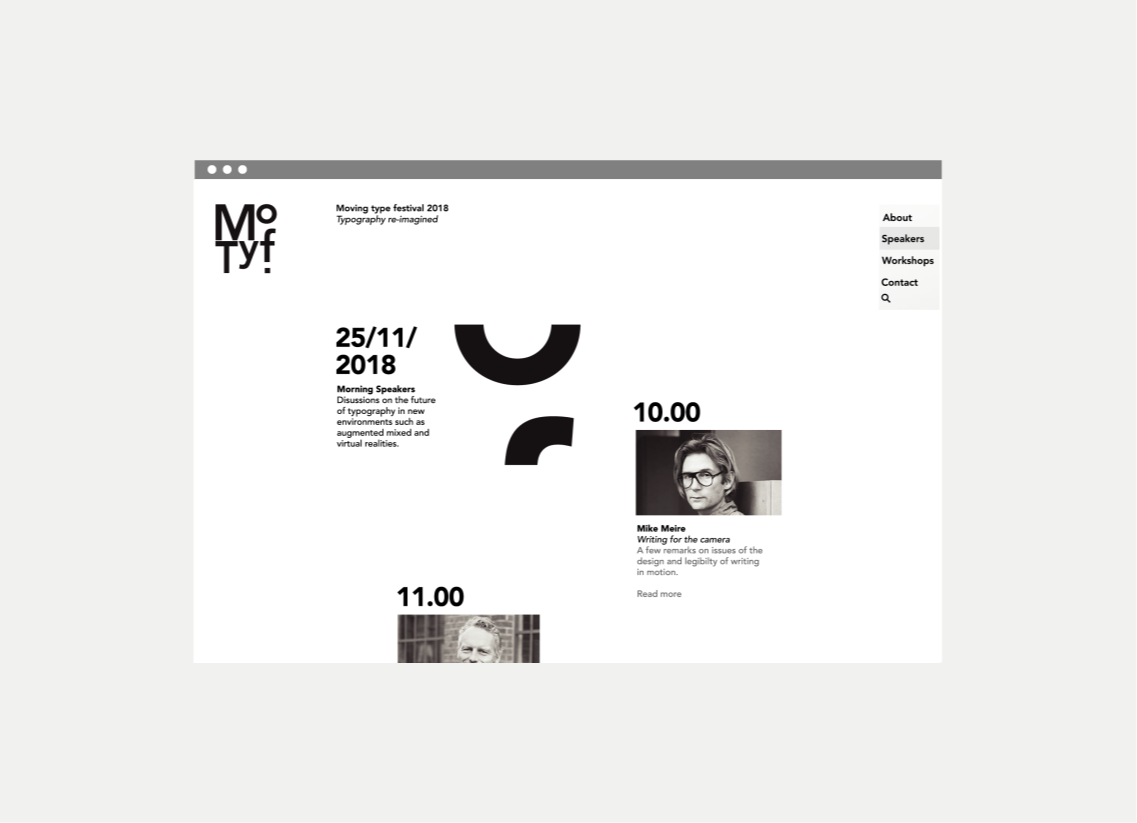 Mo
Tyf!
Moving type festival 2018
Typography re-imagined
About
Speakers
Workshops
Contact
25/11/
2018
Morning Speakers
Disussions on the future
of typography in new
environments such as
augmented mixed and
virtual realities.
10.00
Mike Meire
Writing for the camera
A few remarks on issues of the
design and legibilty of writing
in motion.
Read more
11.00